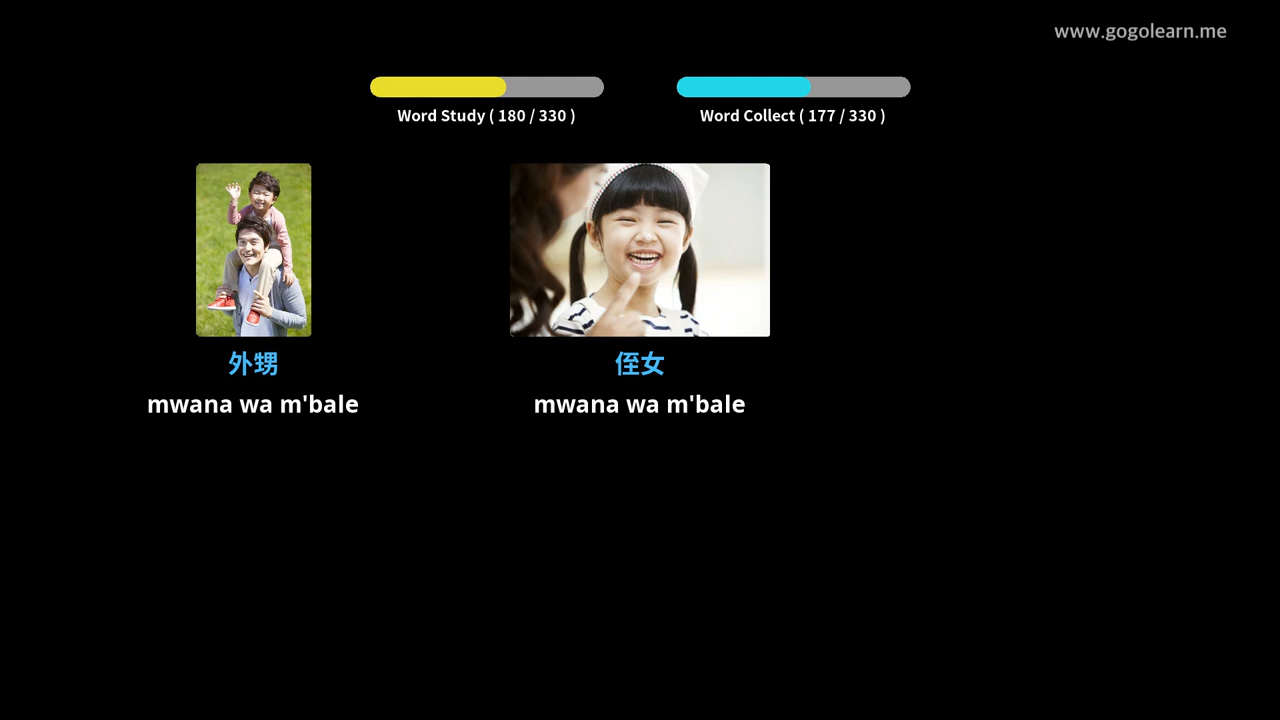 www.gogolearn.me
Word Study ( 180 / 330 )
Word Collect ( 177 / 330 )
外甥
mwana wa m'bale
侄女
mwana wa m'bale